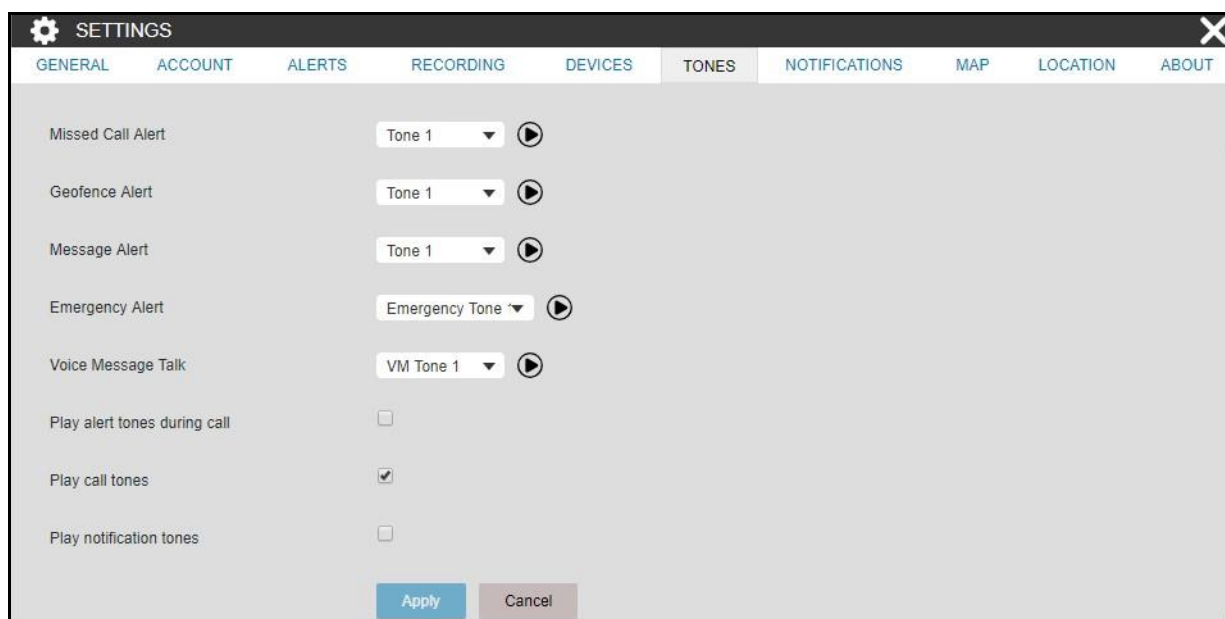 SETTINGS
GENERAL ACCOUNT ALERTS RECORDING DEVICES TONES NOTIFICATIONS MAP LOCATION ABOUT
Missed Call Alert Tone 1
Geofence Alert Tone 1
Message Alert Tone 1
Emergency Alert Emergency Tone
Voice Message Talk VM Tone 1
Play alert tones during call
Play call tones
Play notification tones
Apply Cancel